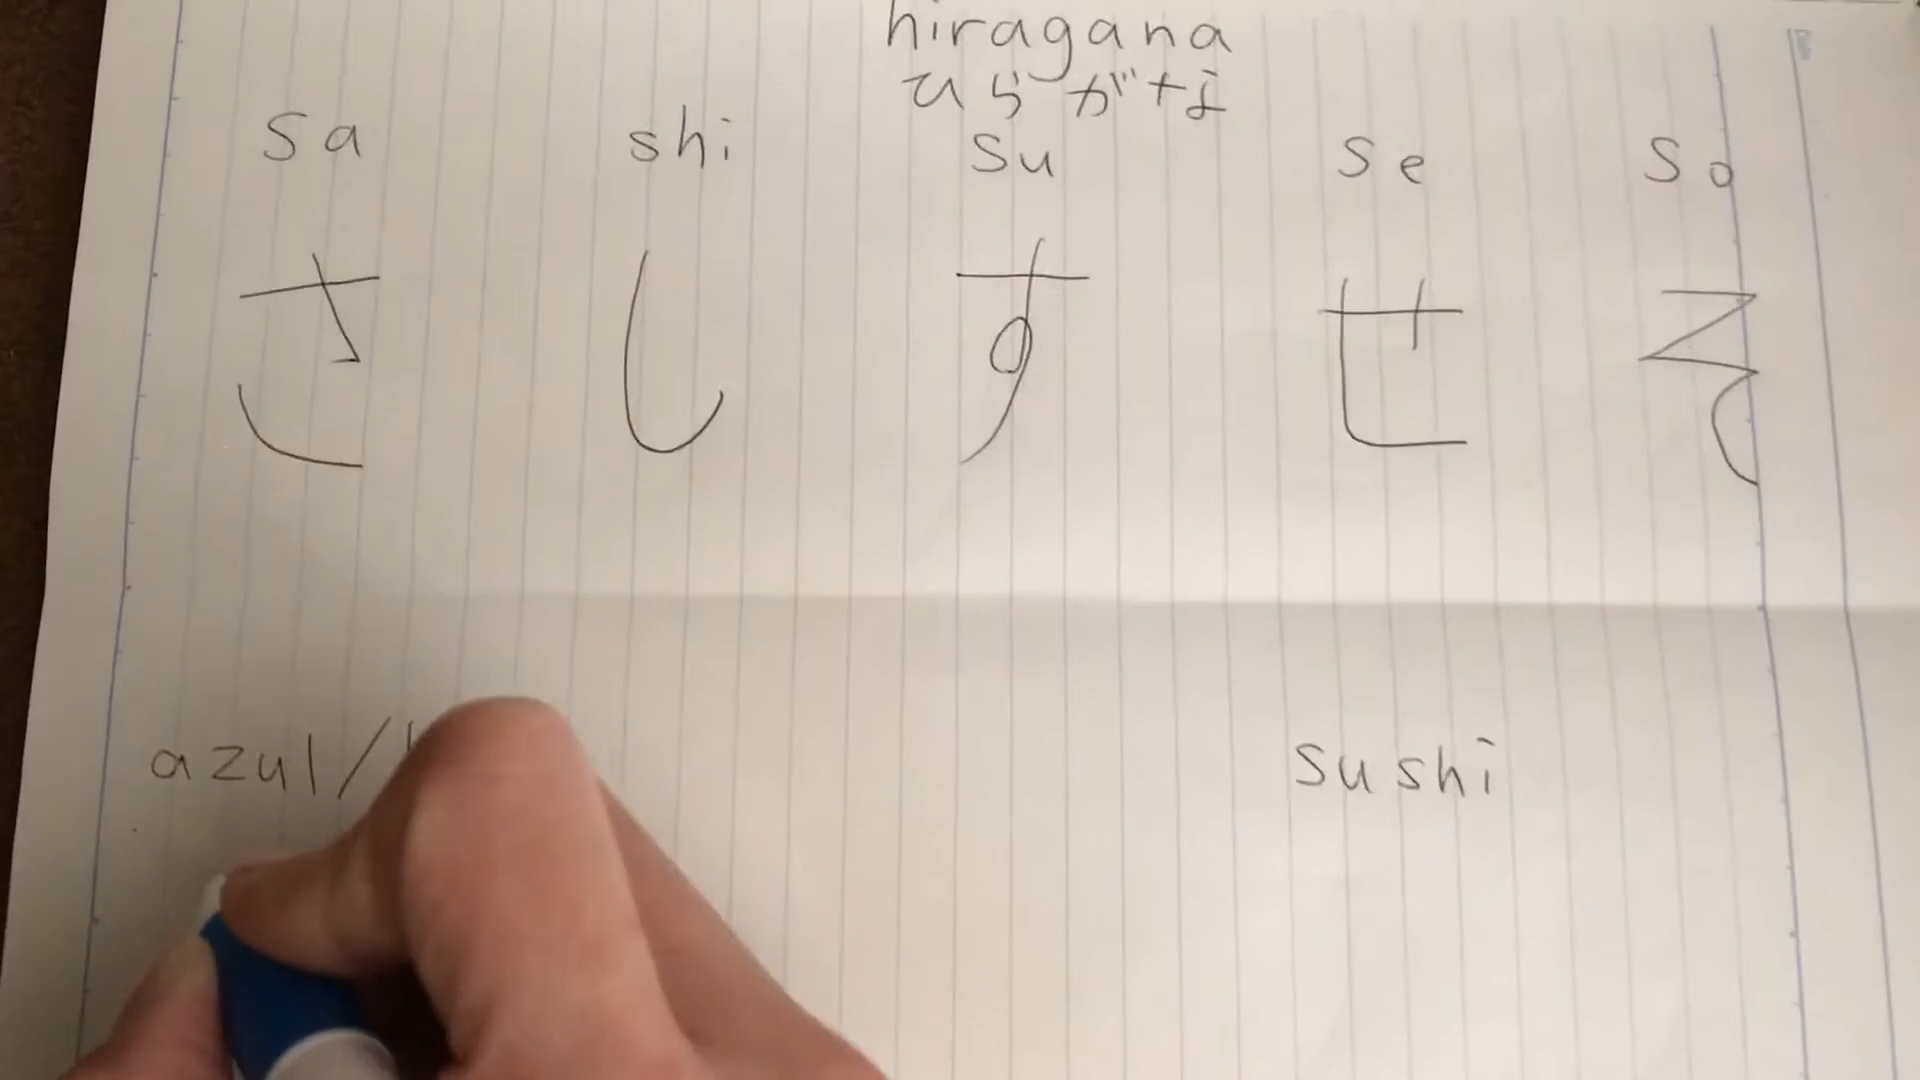 hiragana
ひらがな
sa shi su se so
さ し す せ そ
azul/ sushi